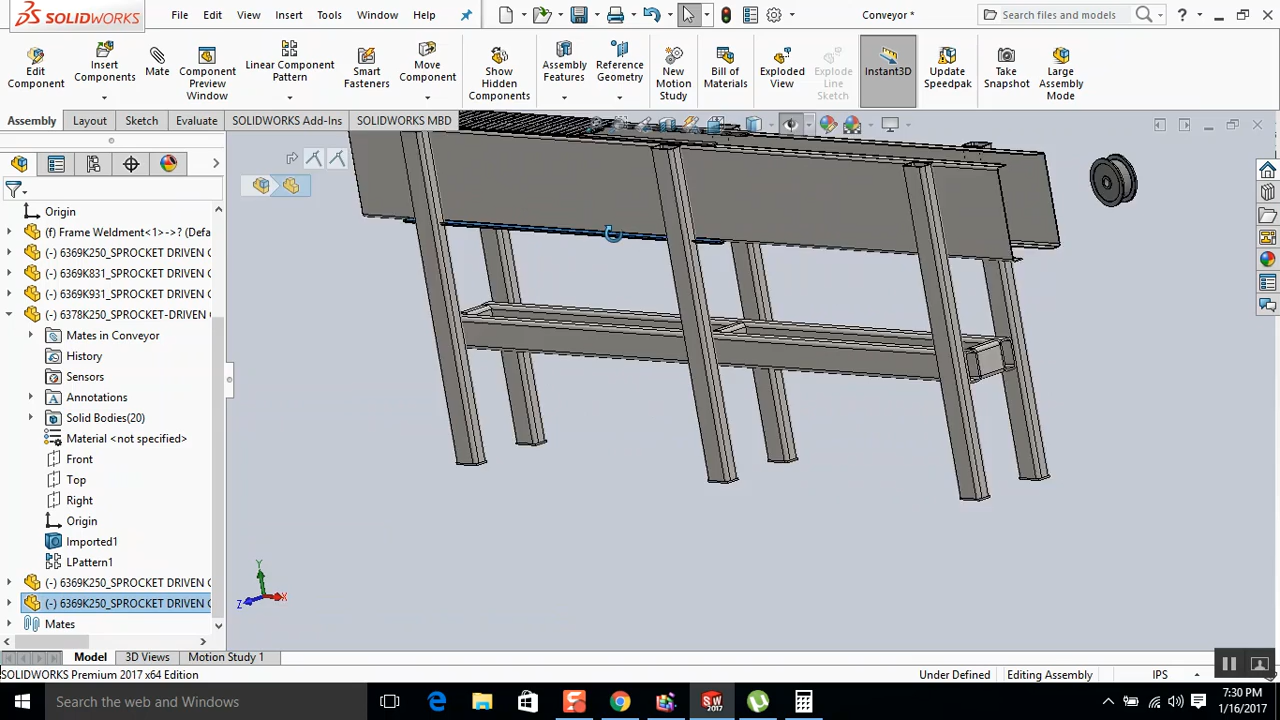 SOLIDWORKS File Edit View Insert Tools Window Help Conveyor * Search files and models ?
Edit Component
Insert Components
Mate
Component Preview Window
Linear Component Pattern
Smart Fasteners
Move Component
Show Hidden Components
Assembly Features
Reference Geometry
New Motion Study
Bill of Materials
Exploded View
Explode Line Sketch
Instant3D
Update Speedpak
Take Snapshot
Large Assembly Mode
Assembly Layout Sketch Evaluate SOLIDWORKS Add-Ins SOLIDWORKS MBD
Origin
(f) Frame Weldment<1>->? (Defa
(-) 6369K250_SPROCKET DRIVEN C
(-) 6369K831_SPROCKET DRIVEN C
(-) 6369K931_SPROCKET DRIVEN C
(-) 6378K250_SPROCKET-DRIVEN (
Mates in Conveyor
History
Sensors
Annotations
Solid Bodies(20)
Material <not specified>
Front
Top
Right
Origin
Imported1
LPattern1
(-) 6369K250_SPROCKET DRIVEN C
(-) 6369K250_SPROCKET DRIVEN C
Mates
Y
Z X
Model 3D Views Motion Study 1
SOLIDWORKS Premium 2017 x64 Edition Under Defined Editing Assembly IPS
Search the web and Windows
7:30 PM
1/16/2017